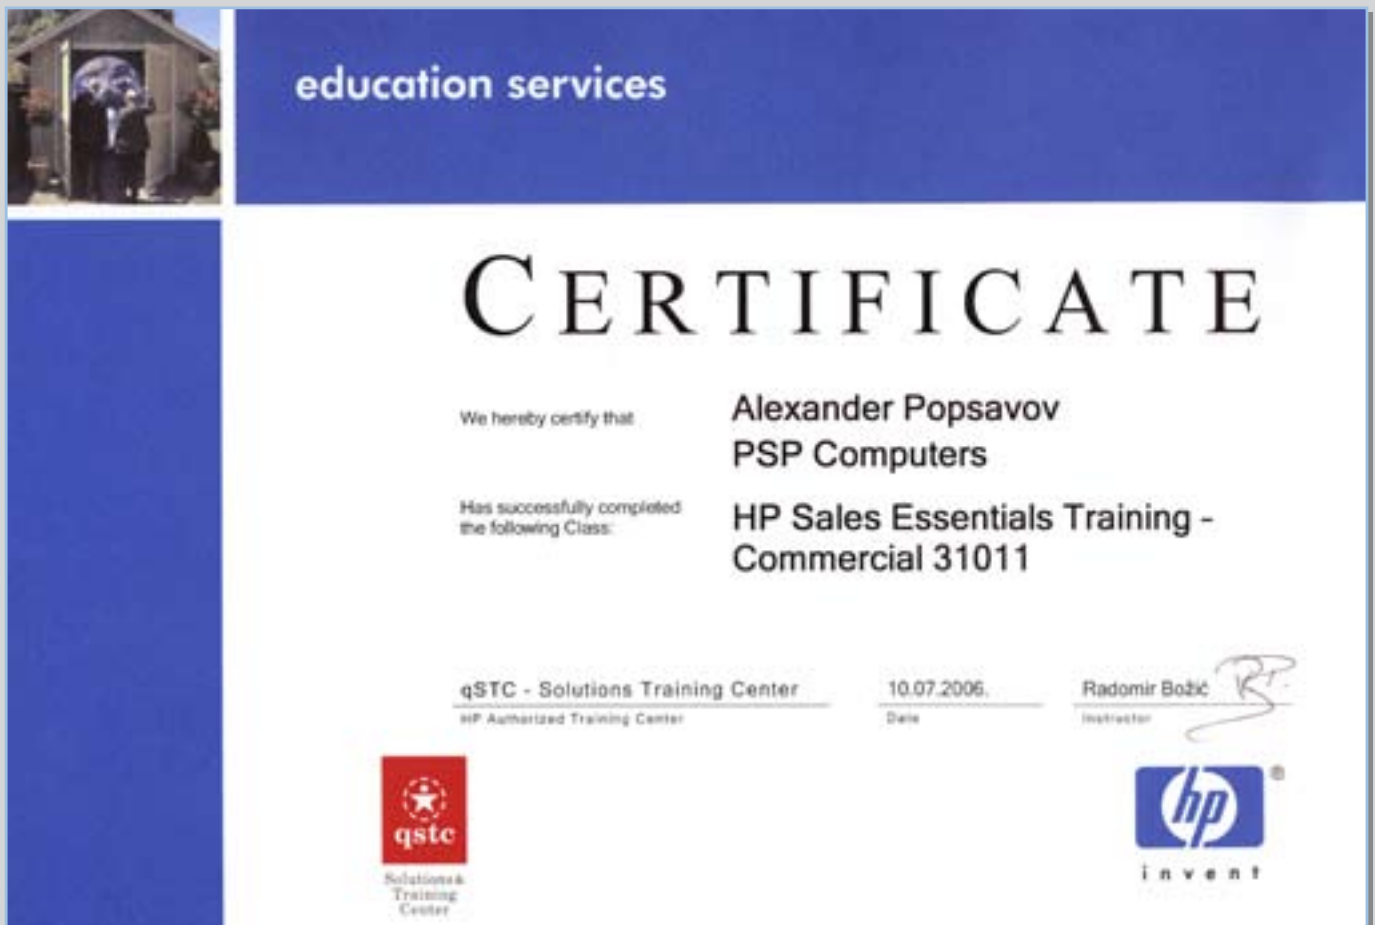 education services
CERTIFICATE
We hereby certify that
Alexander Popsavov
PSP Computers
Has successfully completed
the following Class:
HP Sales Essentials Training -
Commercial 31011
qSTC - Solutions Training Center
HP Authorized Training Center
10.07.2006.
Date
Radomir Božić
Instructor
qstc
Solutions &
Training
Center
hp
®
invent